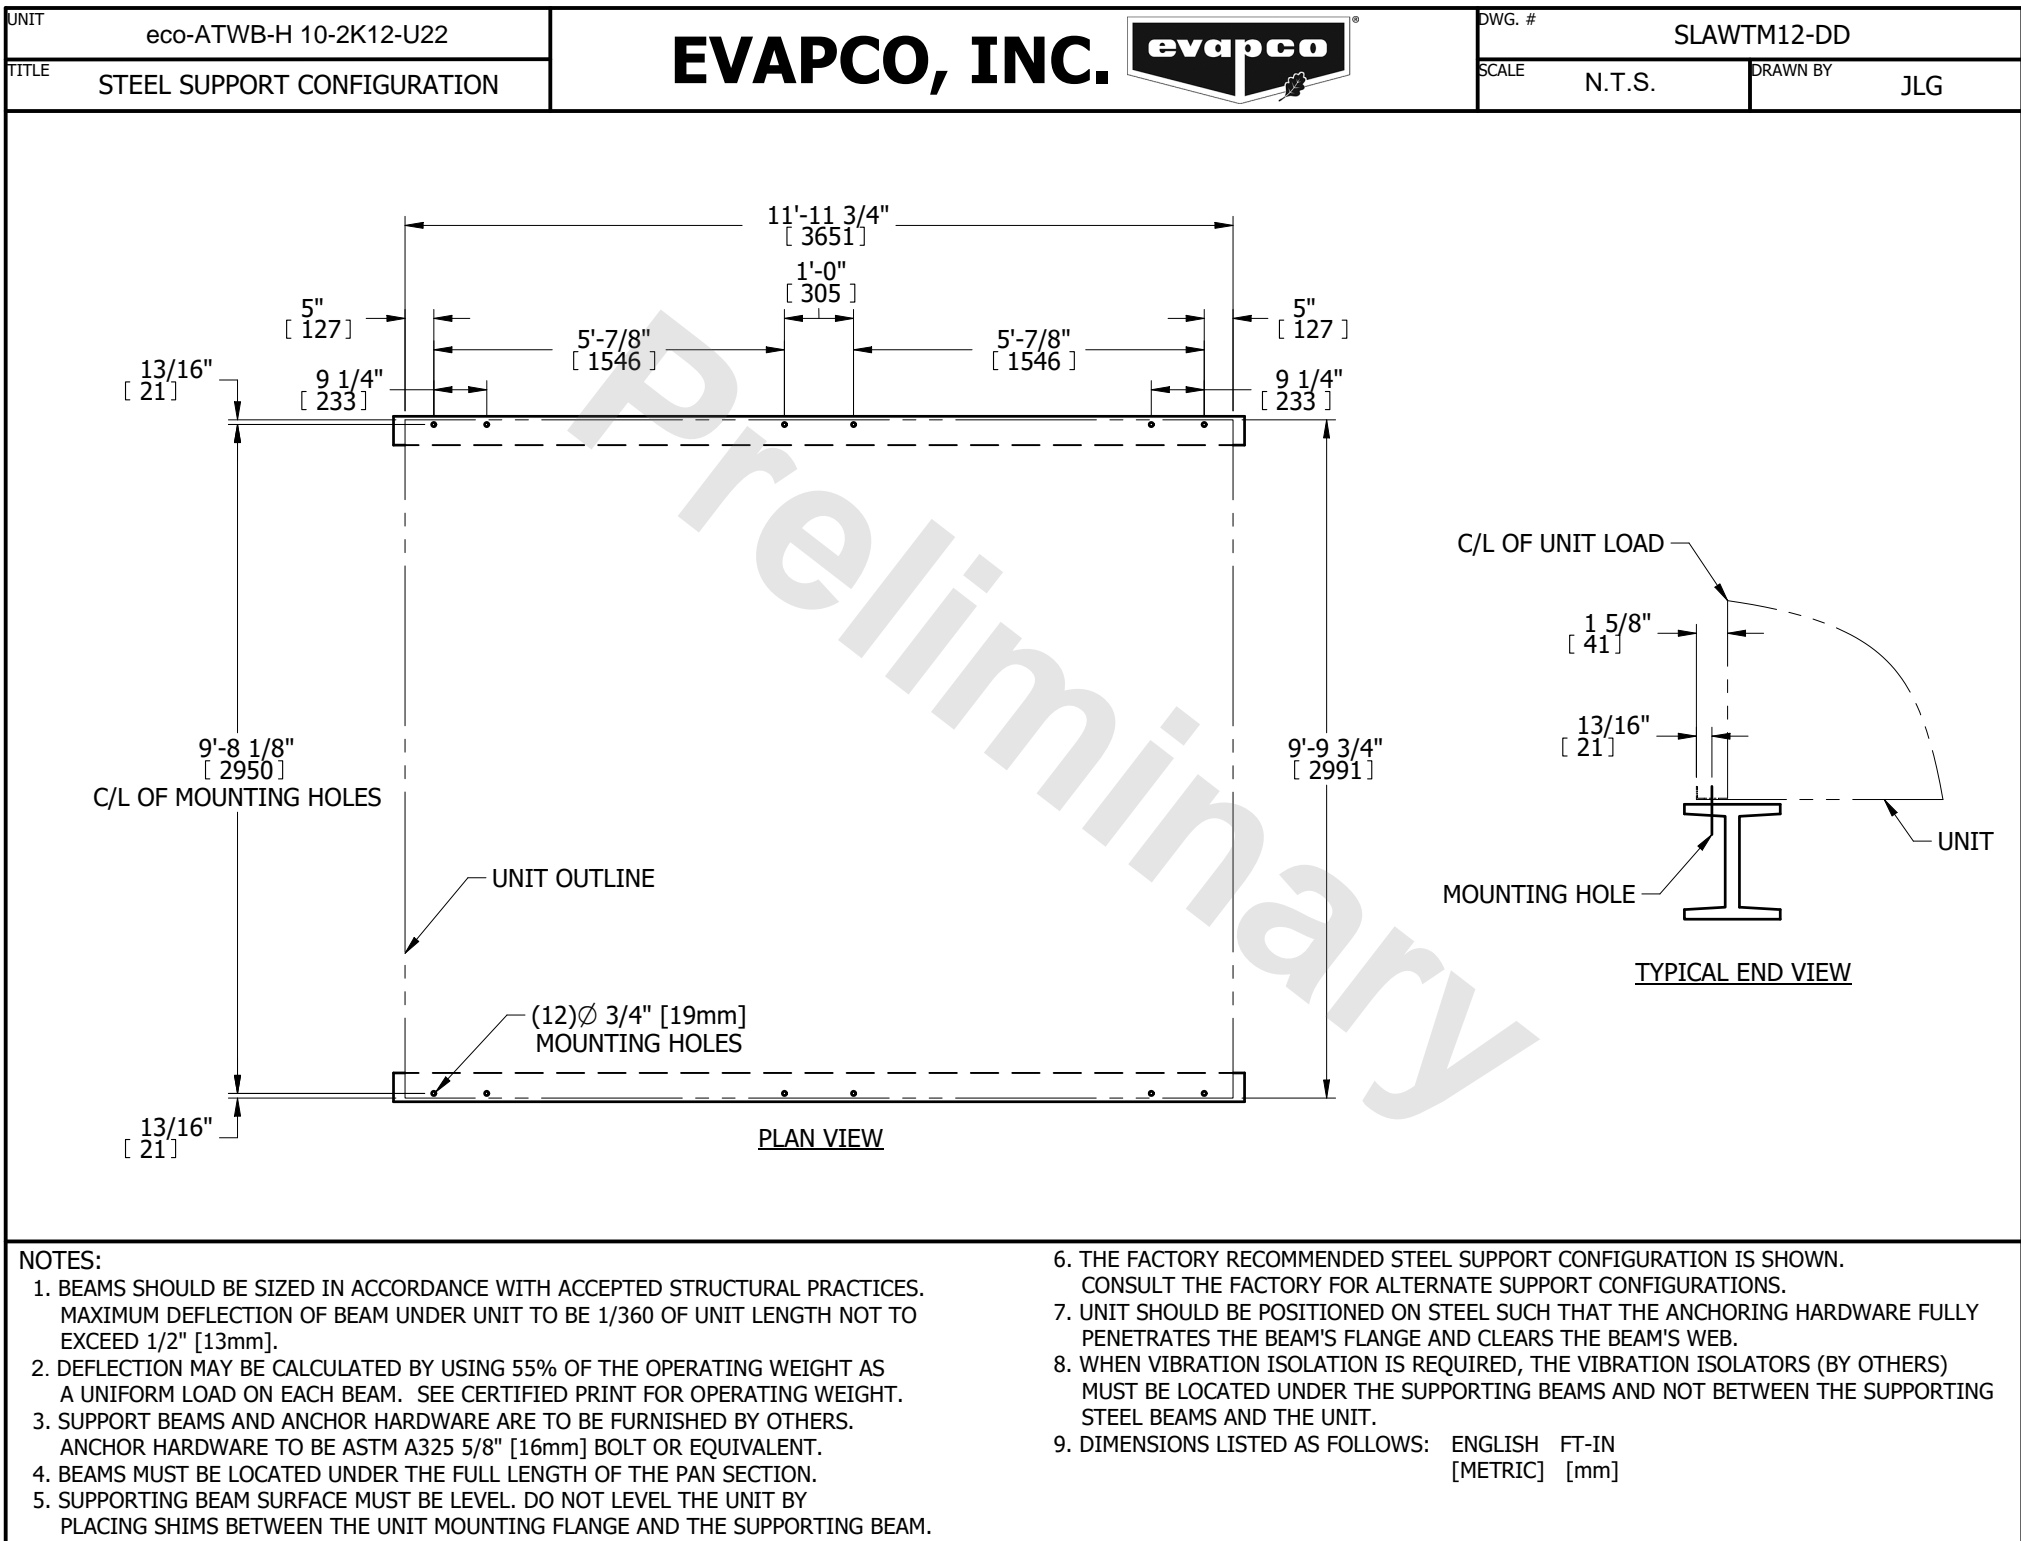 UNIT
eco-ATWB-H 10-2K12-U22
TITLE
STEEL SUPPORT CONFIGURATION
EVAPCO, INC.
evapco
®
DWG. #
SLAWTM12-DD
SCALE
N.T.S.
DRAWN BY
JLG
11'-11 3/4"
[ 3651 ]
1'-0"
[ 305 ]
5"
[ 127 ]
5'-7/8"
[ 1546 ]
5'-7/8"
[ 1546 ]
5"
[ 127 ]
13/16"
[ 21 ]
9 1/4"
[ 233 ]
9 1/4"
[ 233 ]
9'-8 1/8"
[ 2950 ]
C/L OF MOUNTING HOLES
9'-9 3/4"
[ 2991 ]
UNIT OUTLINE
(12)∅ 3/4" [19mm]
MOUNTING HOLES
13/16"
[ 21 ]
PLAN VIEW
C/L OF UNIT LOAD
1 5/8"
[ 41 ]
13/16"
[ 21 ]
UNIT
MOUNTING HOLE
TYPICAL END VIEW
Preliminary
NOTES:
1. BEAMS SHOULD BE SIZED IN ACCORDANCE WITH ACCEPTED STRUCTURAL PRACTICES.
MAXIMUM DEFLECTION OF BEAM UNDER UNIT TO BE 1/360 OF UNIT LENGTH NOT TO
EXCEED 1/2" [13mm].
2. DEFLECTION MAY BE CALCULATED BY USING 55% OF THE OPERATING WEIGHT AS
A UNIFORM LOAD ON EACH BEAM. SEE CERTIFIED PRINT FOR OPERATING WEIGHT.
3. SUPPORT BEAMS AND ANCHOR HARDWARE ARE TO BE FURNISHED BY OTHERS.
ANCHOR HARDWARE TO BE ASTM A325 5/8" [16mm] BOLT OR EQUIVALENT.
4. BEAMS MUST BE LOCATED UNDER THE FULL LENGTH OF THE PAN SECTION.
5. SUPPORTING BEAM SURFACE MUST BE LEVEL. DO NOT LEVEL THE UNIT BY
PLACING SHIMS BETWEEN THE UNIT MOUNTING FLANGE AND THE SUPPORTING BEAM.
6. THE FACTORY RECOMMENDED STEEL SUPPORT CONFIGURATION IS SHOWN.
CONSULT THE FACTORY FOR ALTERNATE SUPPORT CONFIGURATIONS.
7. UNIT SHOULD BE POSITIONED ON STEEL SUCH THAT THE ANCHORING HARDWARE FULLY
PENETRATES THE BEAM'S FLANGE AND CLEARS THE BEAM'S WEB.
8. WHEN VIBRATION ISOLATION IS REQUIRED, THE VIBRATION ISOLATORS (BY OTHERS)
MUST BE LOCATED UNDER THE SUPPORTING BEAMS AND NOT BETWEEN THE SUPPORTING
STEEL BEAMS AND THE UNIT.
9. DIMENSIONS LISTED AS FOLLOWS: ENGLISH FT-IN
[METRIC] [mm]